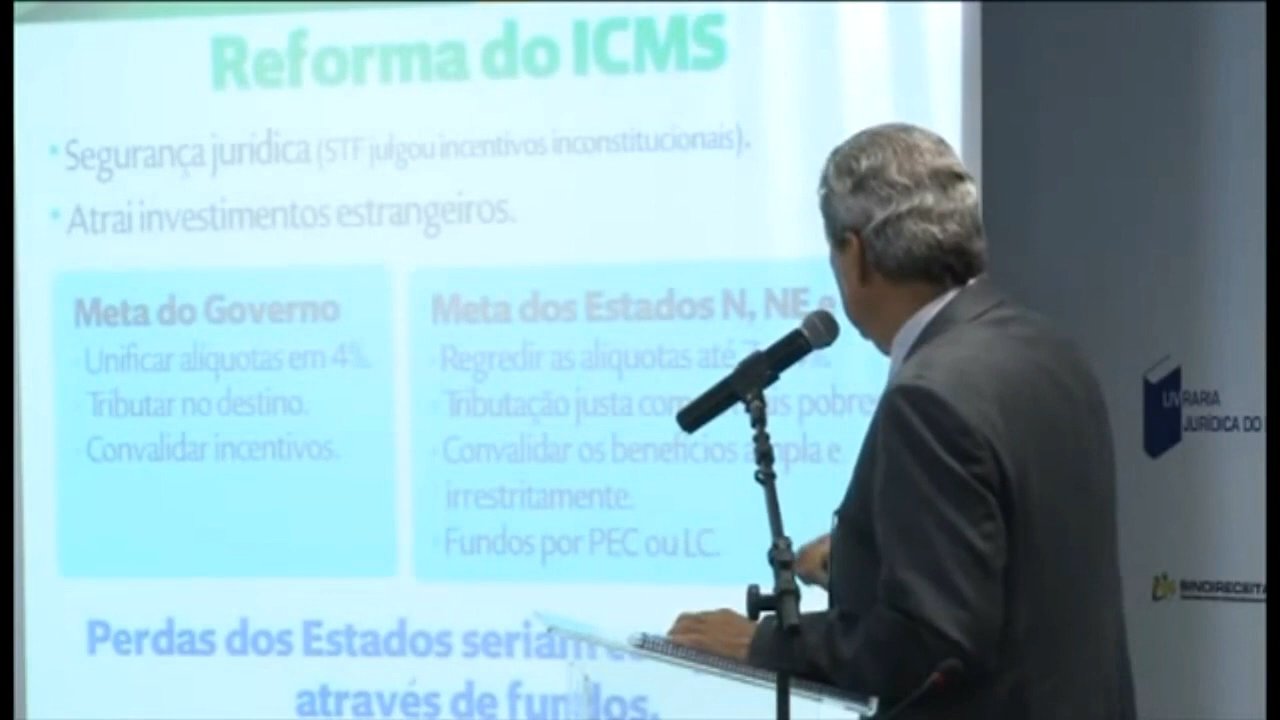 Reforma do ICMS
• Segurança jurídica (STF julgou incentivos inconstitucionais).
• Atrai investimentos estrangeiros.
Meta do Governo
· Unificar alíquotas em 4%.
· Tributar no destino.
· Convalidar incentivos.
Meta dos Estados N, NE e
· Regredir as alíquotas até
· Tributação justa
· Convalidar os benefícios e
irrestritamente.
· Fundos por PEC ou LC.
Perdas dos Estados seriam
através de fundos.
LIVRARIA
JURÍDICA DO
SINDIRECEITA